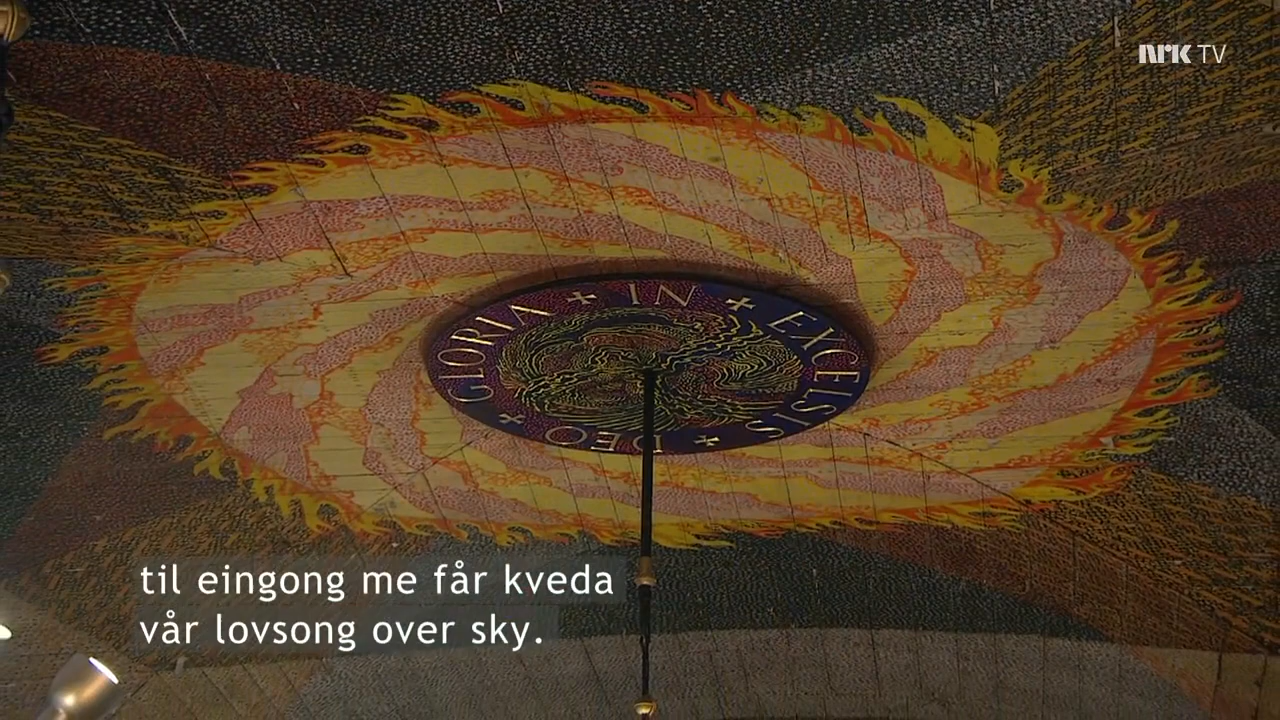 nrk TV
GLORIA + IN + EXCELSIS + DEO +
til eingong me får kveda
vår lovsong over sky.